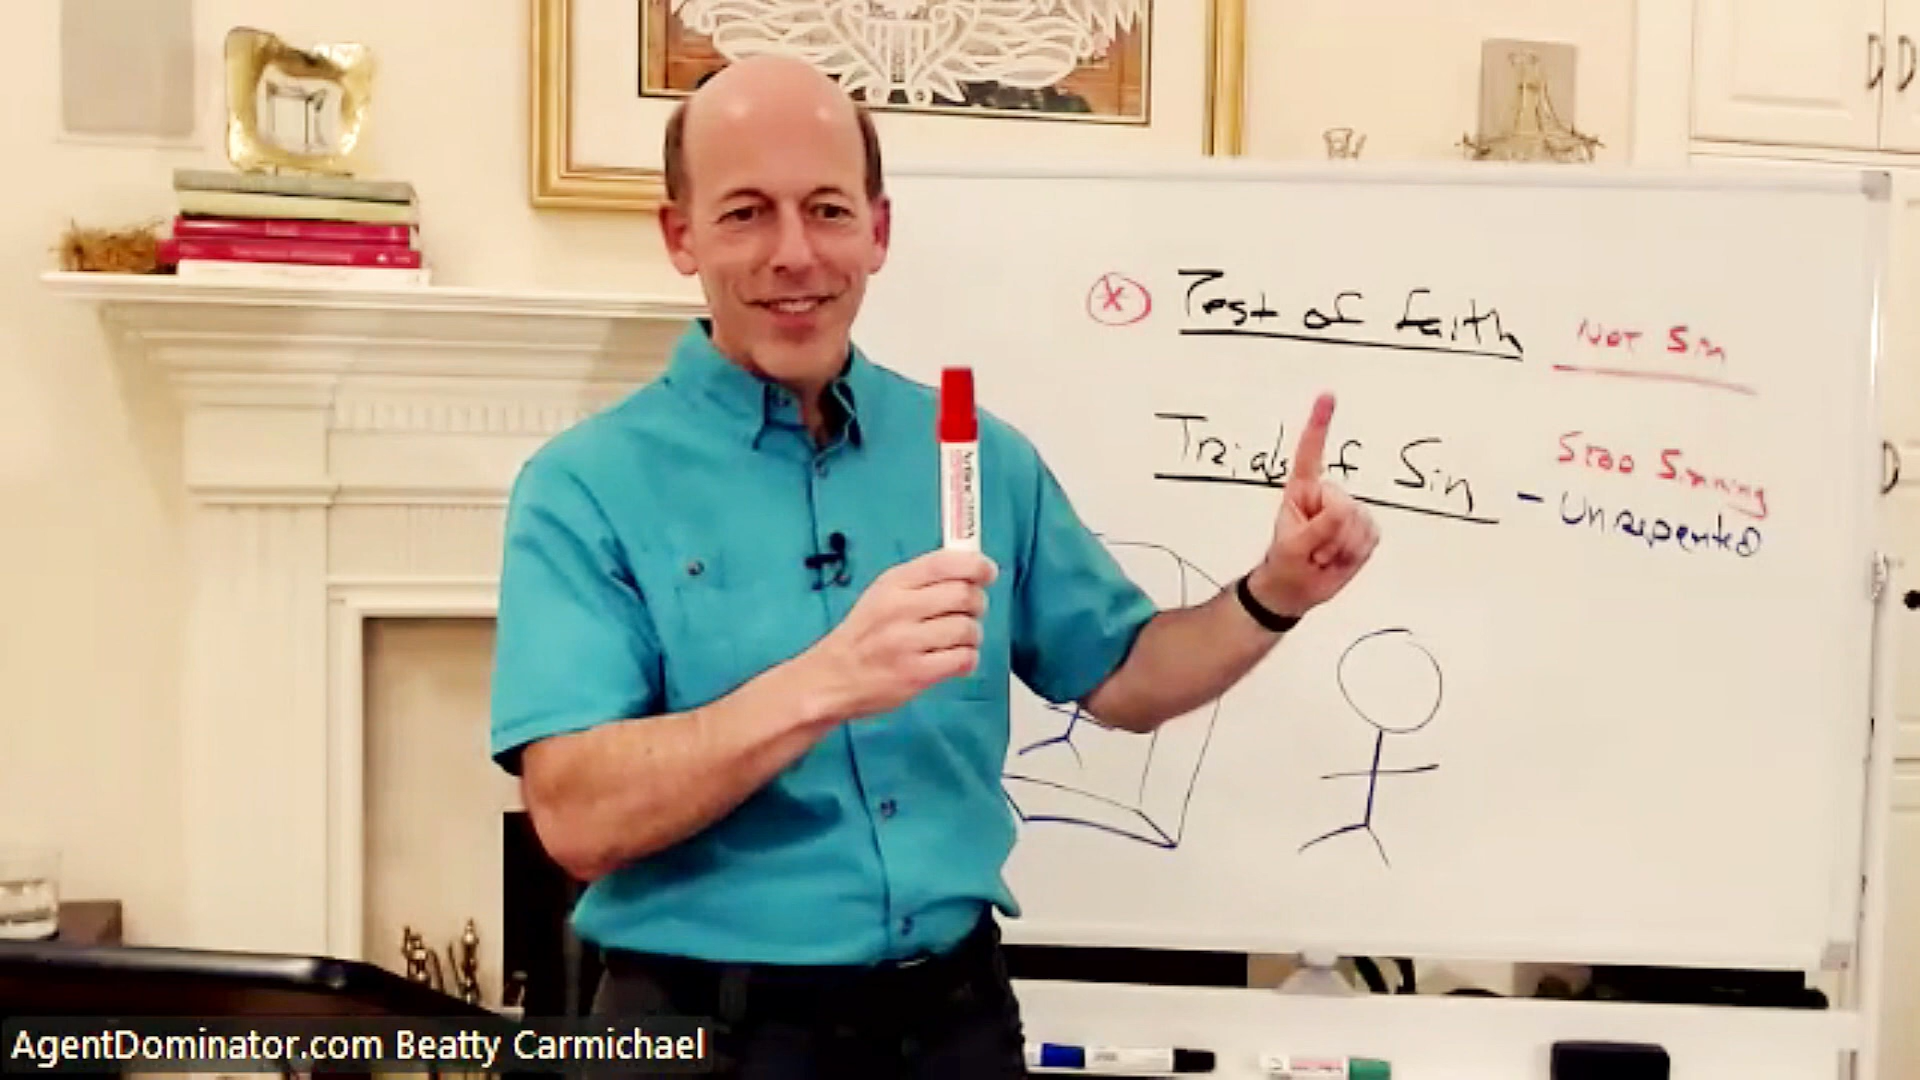 Test of faith
Not Sin
Trials of Sin
Stop Sinning
- Unrepented
AgentDominator.com Beatty Carmichael